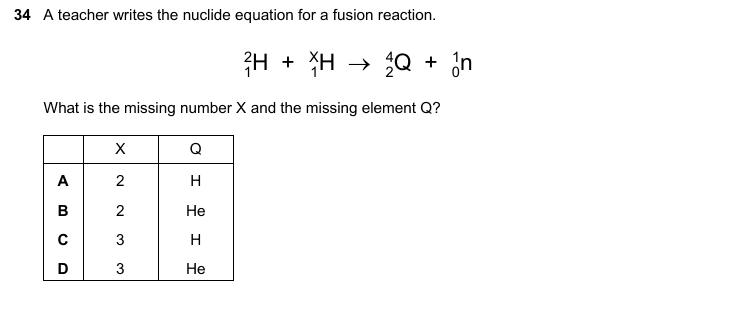 34 A teacher writes the nuclide equation for a fusion reaction.
²₁H + ˣ₁H → ⁴₂Q + ¹₀n
What is the missing number X and the missing element Q?
X Q
A 2 H
B 2 He
C 3 H
D 3 He